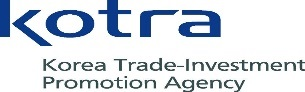 kotra
Korea Trade-Investment
Promotion Agency